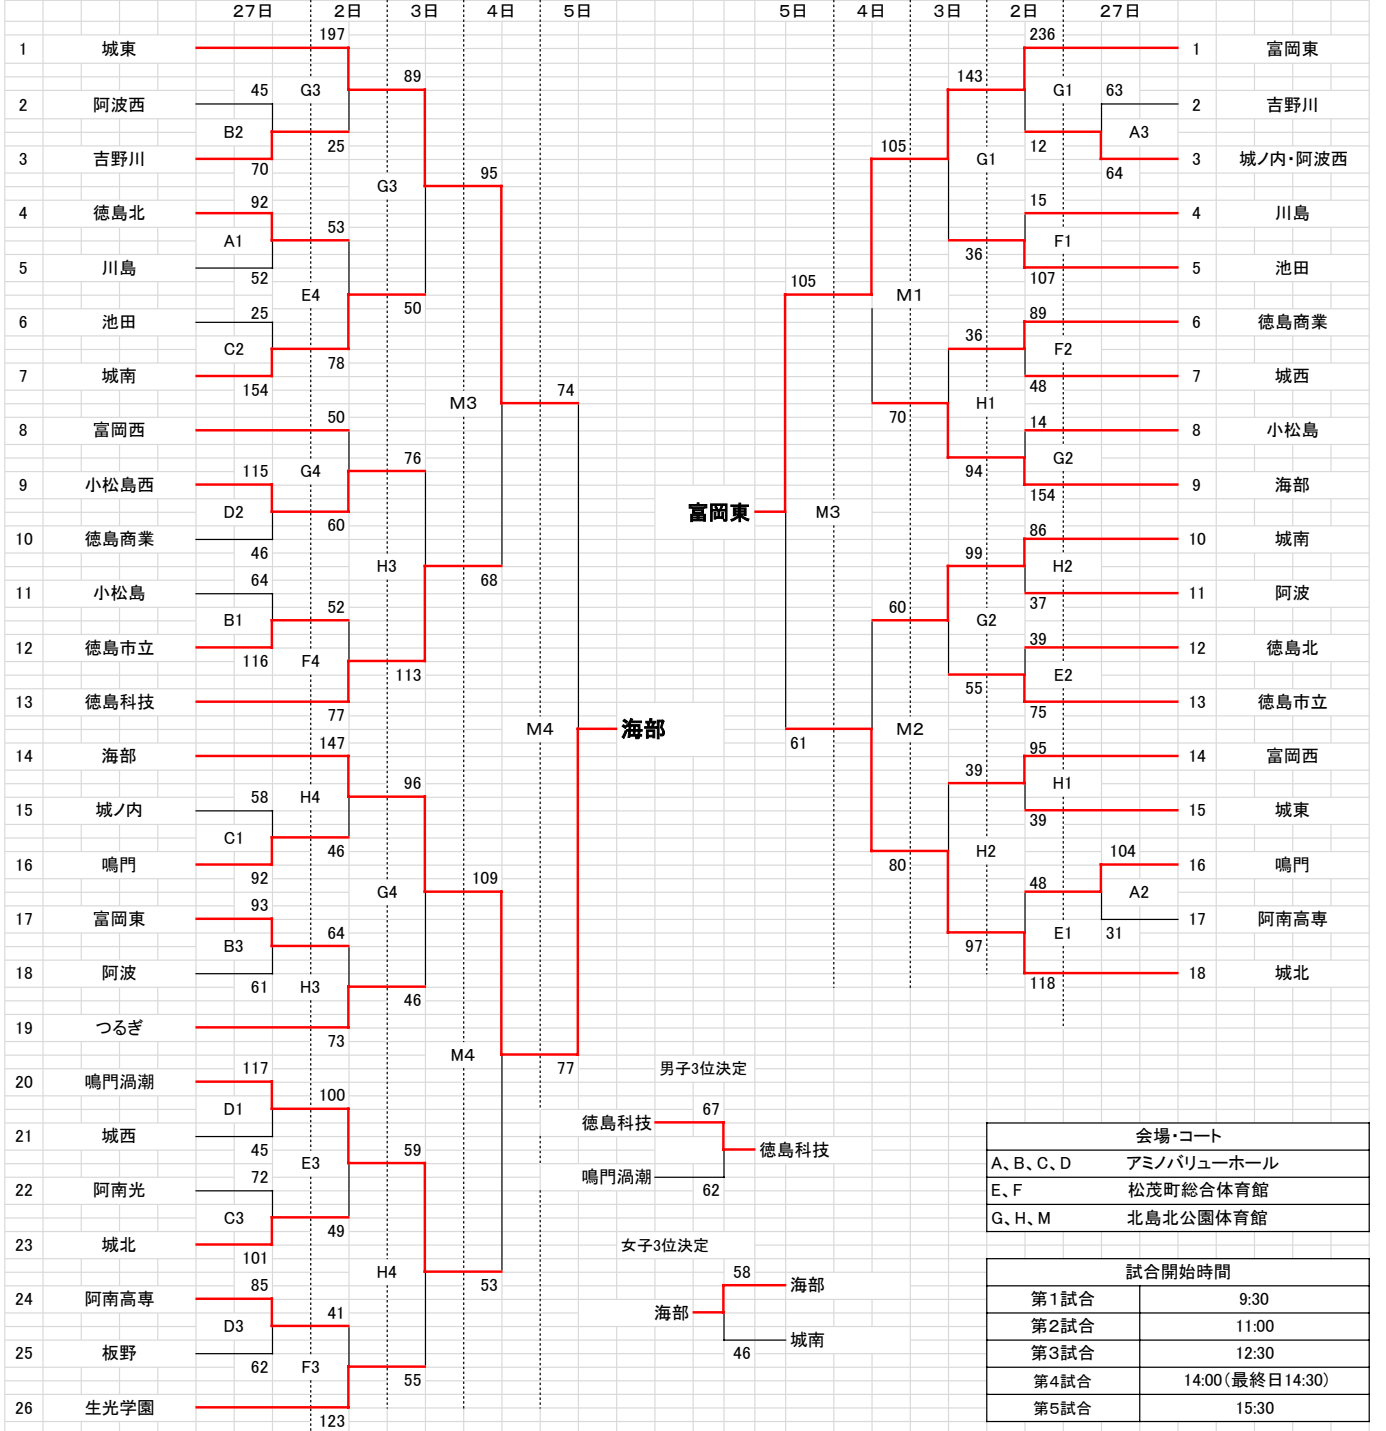 27日 2日 3日 4日 5日
5日 4日 3日 2日 27日
197
1 城東
89
45 G3
2 阿波西
B2
25
3 吉野川
70
G3
95
92
4 徳島北
53
A1
5 川島
52
E4
50
25
6 池田
C2
78
7 城南
154
74
M3
50
8 富岡西
76
115 G4
9 小松島西
D2
60
10 徳島商業
46
H3
64
68
11 小松島
52
B1
12 徳島市立
116 F4
113
13 徳島科技
77
M4 海部
147
14 海部
96
58 H4
15 城ノ内
C1
46
16 鳴門
92
G4
109
93
17 富岡東
64
B3
18 阿波
61 H3
46
19 つるぎ
73
M4
77
117
20 鳴門渦潮
100
D1
21 城西
45
E3
59
72
22 阿南光
C3
49
23 城北
101
H4
53
85
24 阿南高専
41
D3
25 板野
62 F3
55
26 生光学園
123
236
1 富岡東
143
G1 63
2 吉野川
A3
12
105
G1
3 城ノ内・阿波西
64
15
4 川島
F1
36
5 池田
107
105
M1
89
6 徳島商業
36
F2
7 城西
48
H1
70
14
8 小松島
G2
94
9 海部
154
富岡東 M3
86
10 城南
99
H2
11 阿波
37
60
G2
39
12 徳島北
E2
55
13 徳島市立
75
61
M2
95
14 富岡西
39
H1
15 城東
39
H2
80
104
16 鳴門
48
A2
17 阿南高専
E1 31
97
18 城北
118
男子3位決定
67
徳島科技
徳島科技
鳴門渦潮
62
女子3位決定
58
海部
海部
城南
46
会場・コート
A、B、C、D アミノバリューホール
E、F 松茂町総合体育館
G、H、M 北島北公園体育館
試合開始時間
第1試合 9:30
第2試合 11:00
第3試合 12:30
第4試合 14:00(最終日14:30)
第5試合 15:30